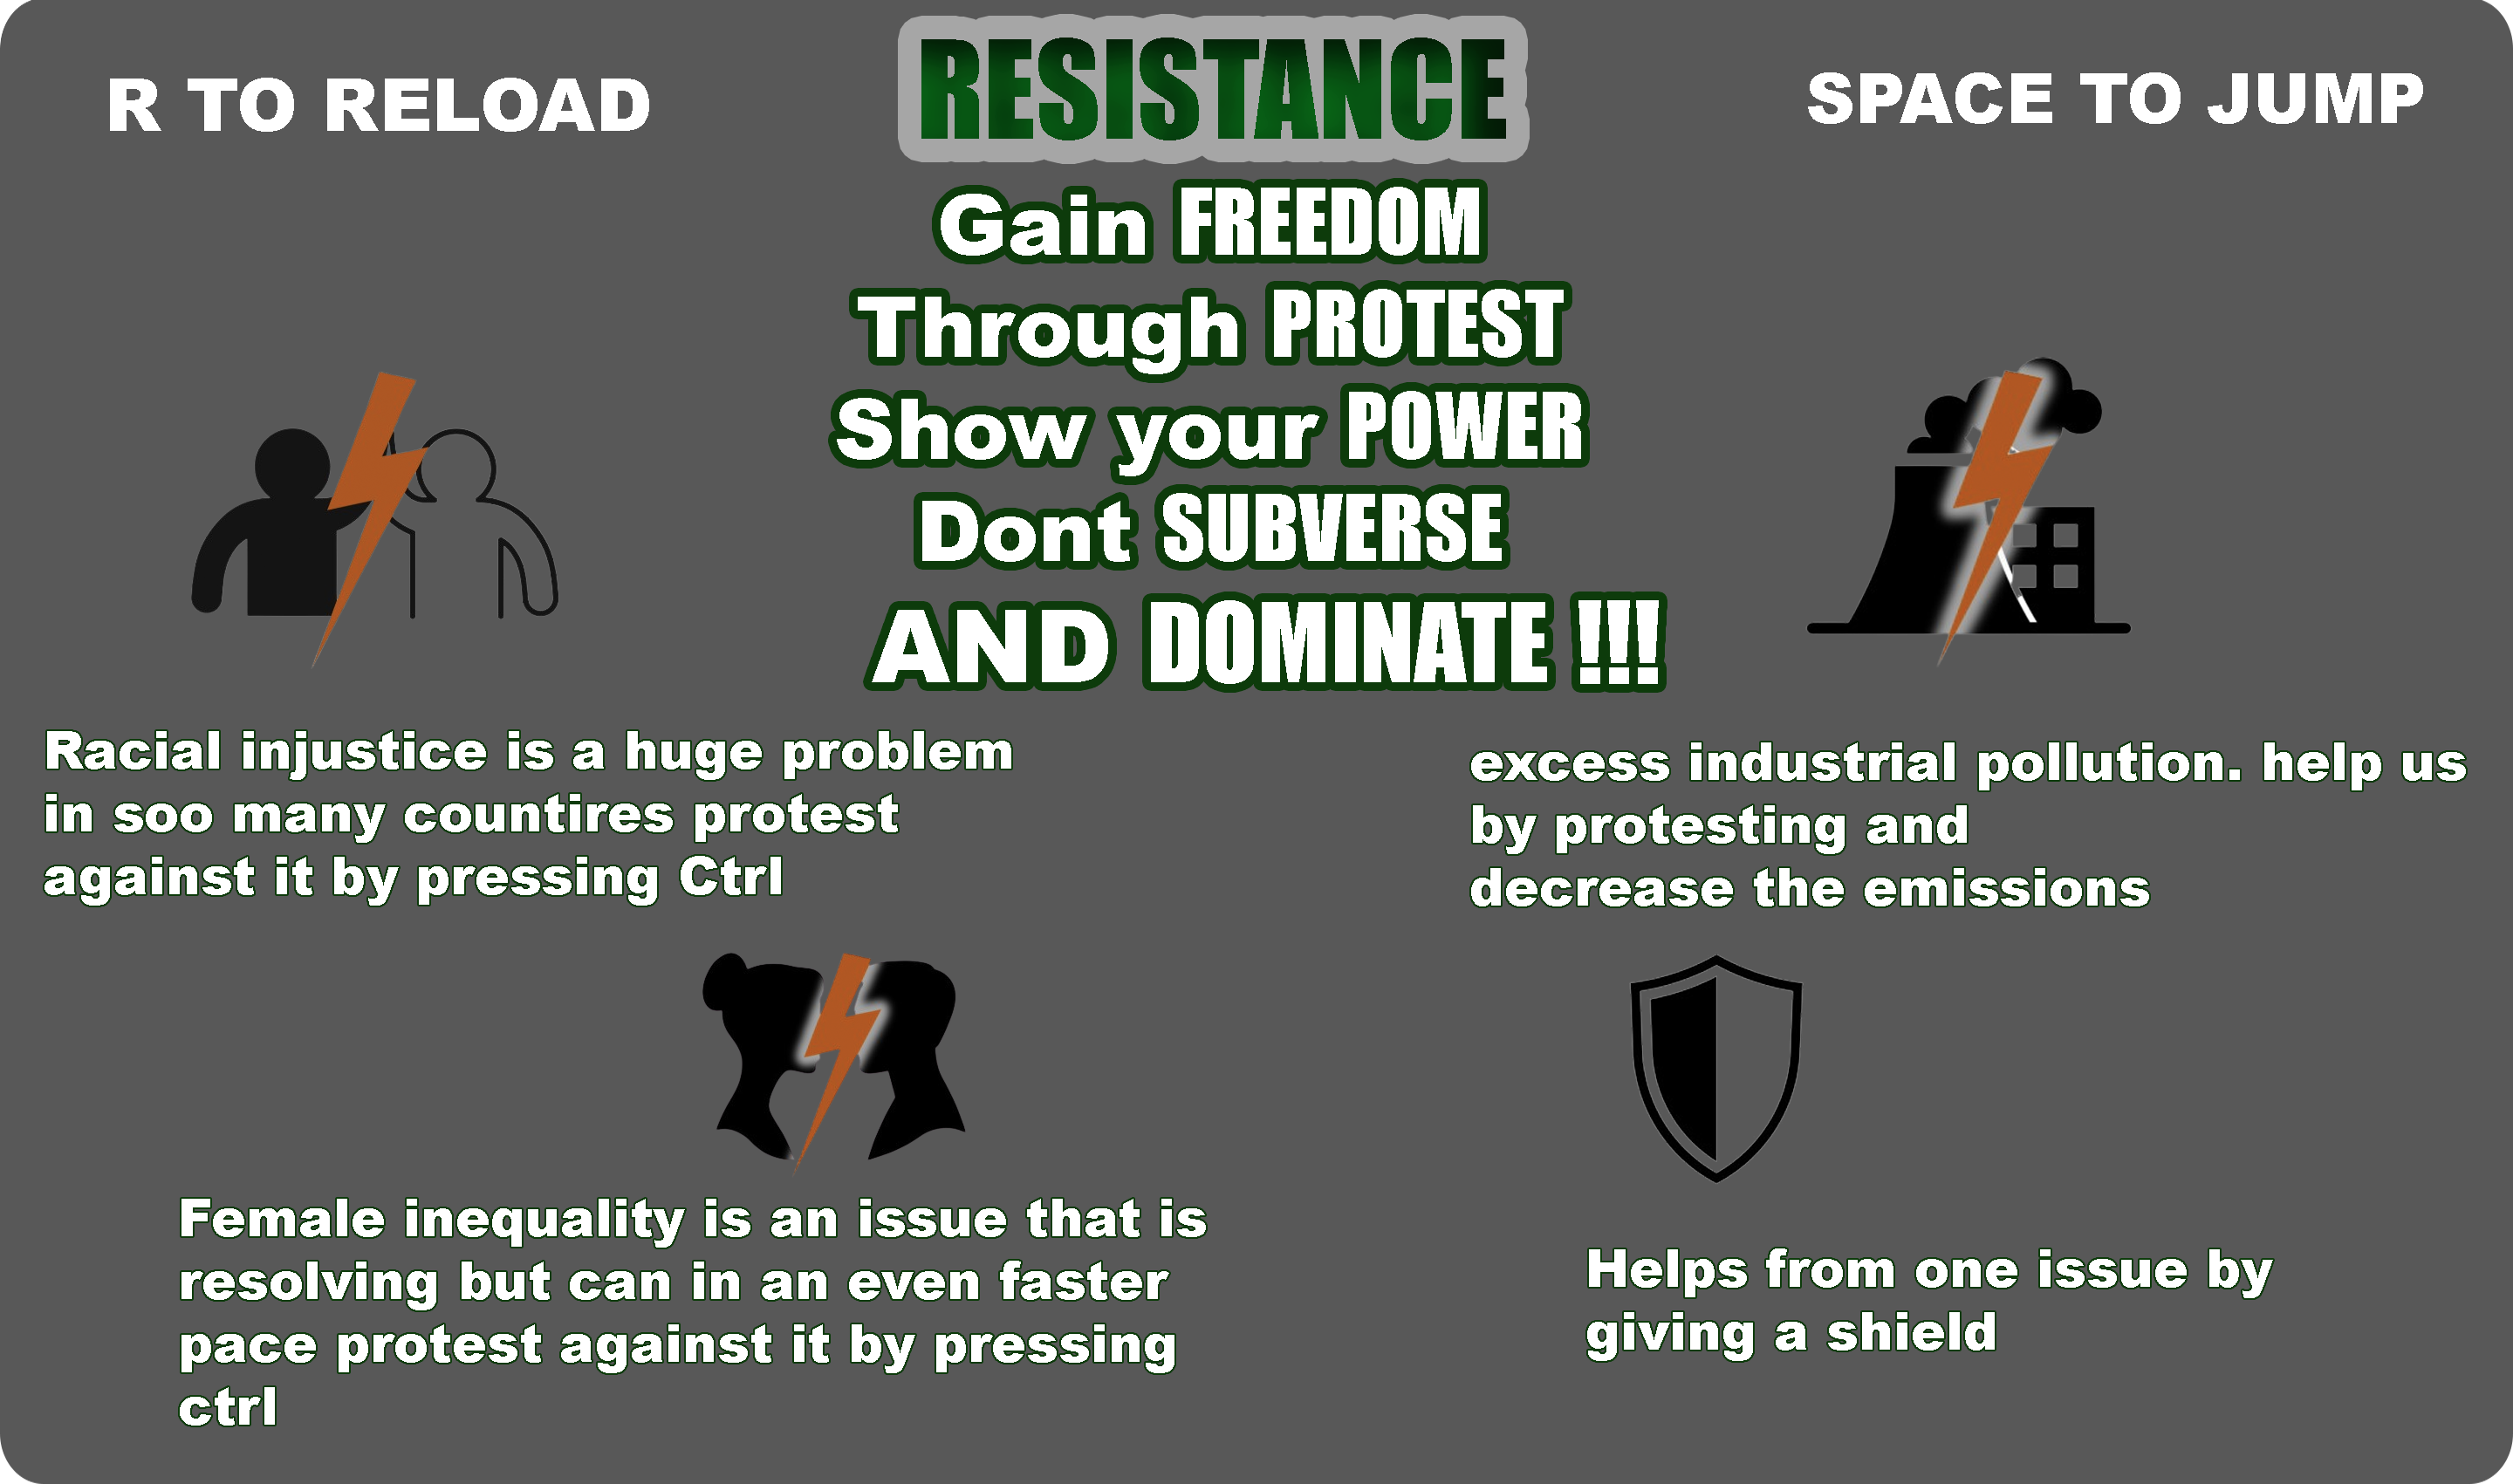 R TO RELOAD
RESISTANCE
SPACE TO JUMP
Gain FREEDOM
Through PROTEST
Show your POWER
Dont SUBVERSE
AND DOMINATE !!!
Racial injustice is a huge problem
in soo many countires protest
against it by pressing Ctrl
excess industrial pollution. help us
by protesting and
decrease the emissions
Female inequality is an issue that is
resolving but can in an even faster
pace protest against it by pressing
ctrl
Helps from one issue by
giving a shield